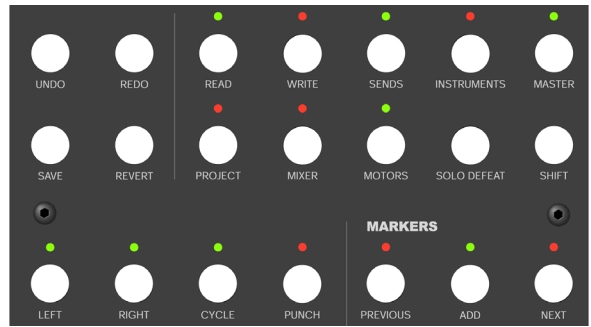 UNDO REDO READ WRITE SENDS INSTRUMENTS MASTER
SAVE REVERT PROJECT MIXER MOTORS SOLO DEFEAT SHIFT
MARKERS
LEFT RIGHT CYCLE PUNCH PREVIOUS ADD NEXT